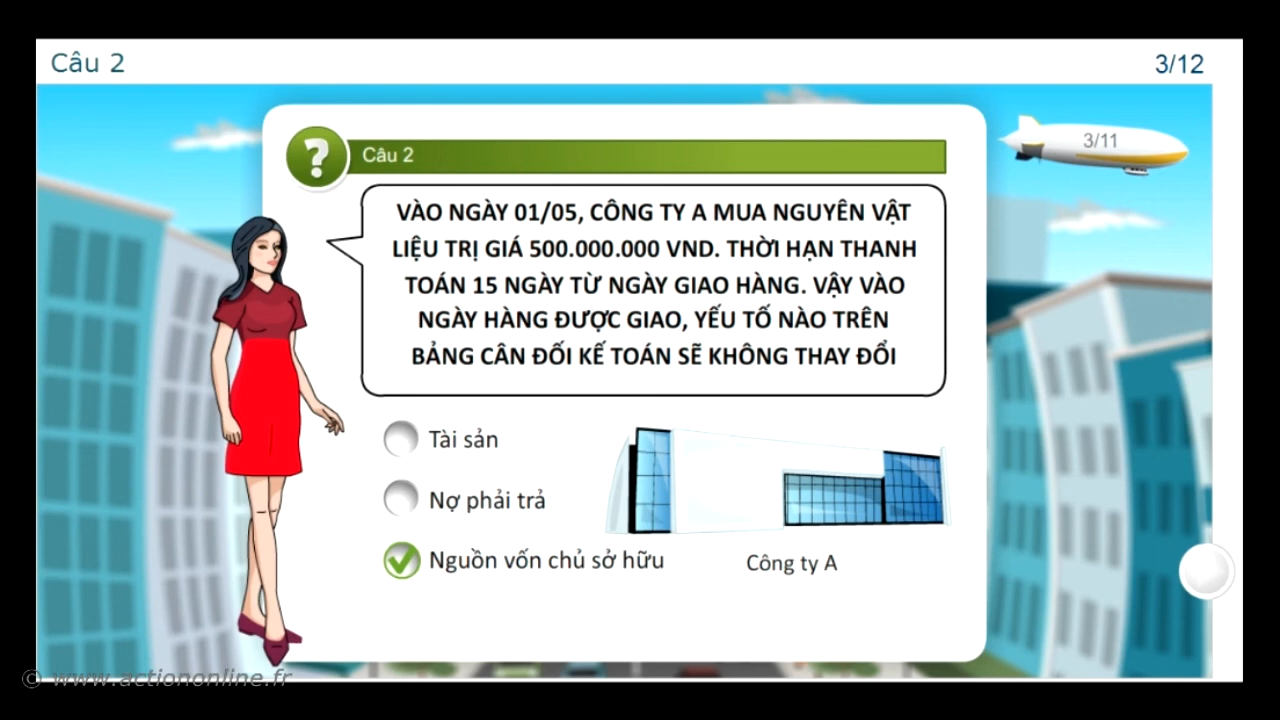 Câu 2
3/12
3/11
Câu 2
VÀO NGÀY 01/05, CÔNG TY A MUA NGUYÊN VẬT
LIỆU TRỊ GIÁ 500.000.000 VND. THỜI HẠN THANH
TOÁN 15 NGÀY TỪ NGÀY GIAO HÀNG. VẬY VÀO
NGÀY HÀNG ĐƯỢC GIAO, YẾU TỐ NÀO TRÊN
BẢNG CÂN ĐỐI KẾ TOÁN SẼ KHÔNG THAY ĐỔI
Tài sản
Nợ phải trả
Nguồn vốn chủ sở hữu
Công ty A
© www.actiononline.fr